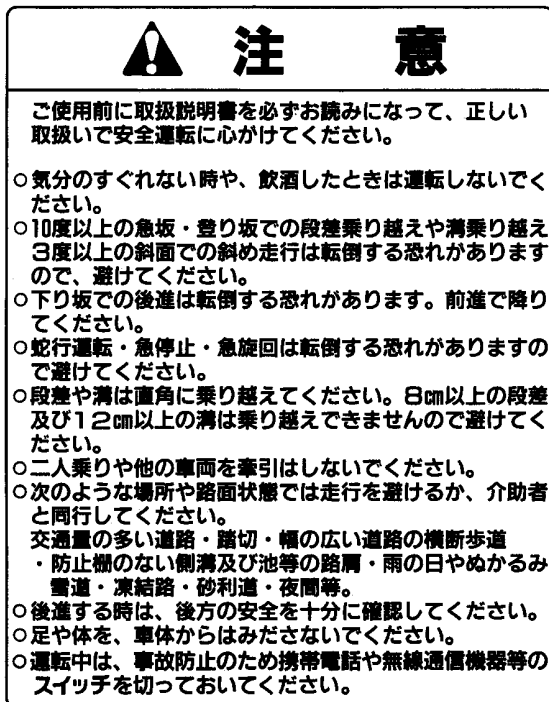 注意
ご使用前に取扱説明書を必ずお読みになって、正しい
取扱いで安全運転に心がけてください。
○気分のすぐれない時や、飲酒したときは運転しないでく
ださい。
○10度以上の急坂・登り坂での段差乗り越えや溝乗り越え
3度以上の斜面での斜め走行は転倒する恐れがあります
ので、避けてください。
○下り坂での後進は転倒する恐れがあります。前進で降り
てください。
○蛇行運転・急停止・急旋回は転倒する恐れがありますの
で避けてください。
○段差や溝は直角に乗り越えてください。8cm以上の段差
及び12cm以上の溝は乗り越えできませんので避けてく
ださい。
○二人乗りや他の車両を牽引はしないでください。
○次のような場所や路面状態では走行を避けるか、介助者
と同行してください。
交通量の多い道路・踏切・幅の広い道路の横断歩道
・防止柵のない側溝及び池等の路肩・雨の日やぬかるみ
雪道・凍結路・砂利道・夜間等。
○後進する時は、後方の安全を十分に確認してください。
○足や体を、車体からはみださないでください。
○運転中は、事故防止のため携帯電話や無線通信機器等の
スイッチを切っておいてください。